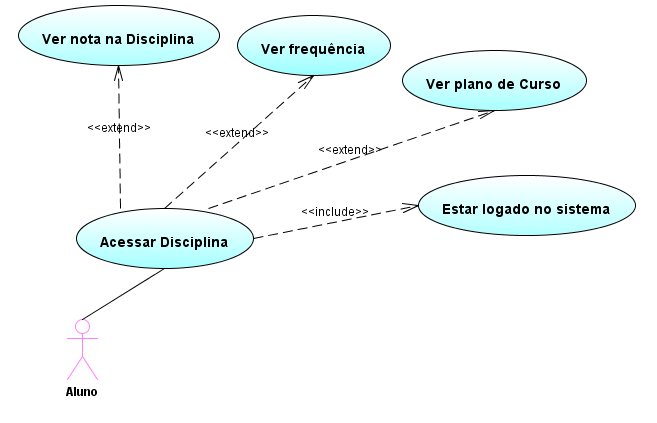 Ver nota na Disciplina
Ver frequência
Ver plano de Curso
<<extend>>
<<extend>>
<<extend>>
<<include>>
Estar logado no sistema
Acessar Disciplina
Aluno